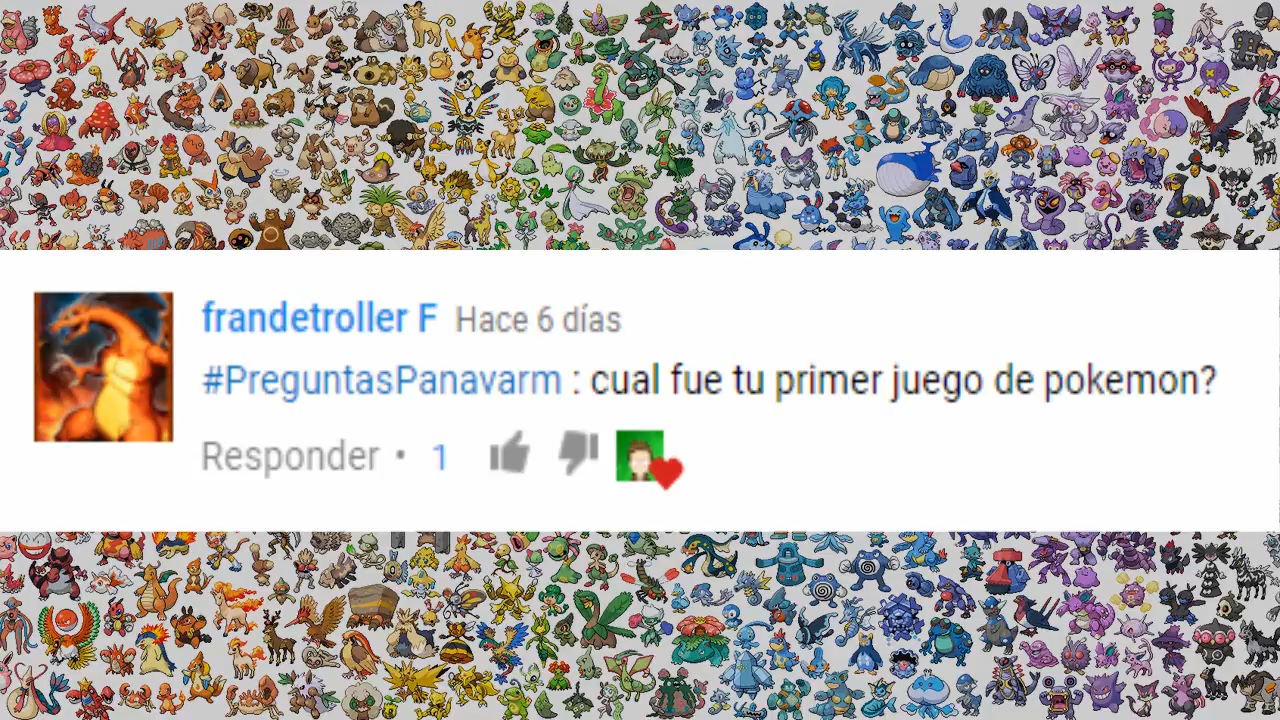 frandetroller F Hace 6 días
#PreguntasPanavarm : cual fue tu primer juego de pokemon?
Responder · 1